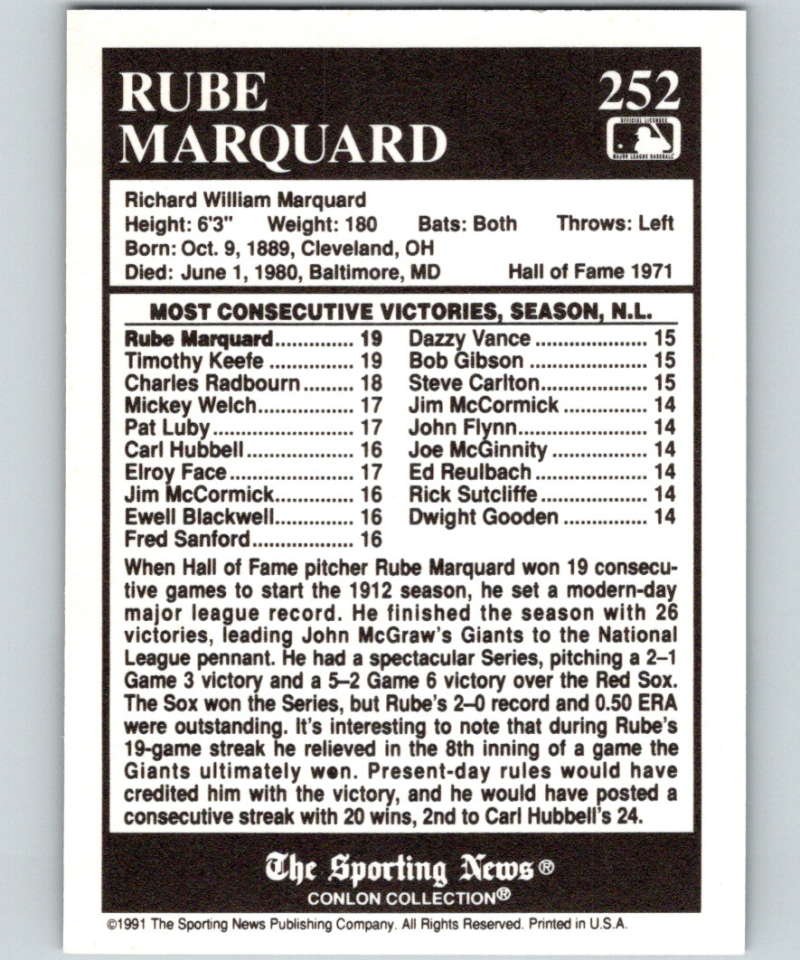 RUBE
MARQUARD
252
OFFICIAL LICENSEE
MAJOR LEAGUE BASEBALL
Richard William Marquard
Height: 6'3" Weight: 180 Bats: Both Throws: Left
Born: Oct. 9, 1889, Cleveland, OH
Died: June 1, 1980, Baltimore, MD Hall of Fame 1971
MOST CONSECUTIVE VICTORIES, SEASON, N.L.
Rube Marquard.............. 19
Timothy Keefe ............... 19
Charles Radbourn......... 18
Mickey Welch................. 17
Pat Luby......................... 17
Carl Hubbell................... 16
Elroy Face...................... 17
Jim McCormick.............. 16
Ewell Blackwell.............. 16
Fred Sanford.................. 16
Dazzy Vance .................... 15
Bob Gibson ...................... 15
Steve Carlton................... 15
Jim McCormick ............... 14
John Flynn....................... 14
Joe McGinnity ................. 14
Ed Reulbach .................... 14
Rick Sutcliffe ................... 14
Dwight Gooden ............... 14
When Hall of Fame pitcher Rube Marquard won 19 consecu-
tive games to start the 1912 season, he set a modern-day
major league record. He finished the season with 26
victories, leading John McGraw's Giants to the National
League pennant. He had a spectacular Series, pitching a 2–1
Game 3 victory and a 5–2 Game 6 victory over the Red Sox.
The Sox won the Series, but Rube's 2–0 record and 0.50 ERA
were outstanding. It's interesting to note that during Rube's
19-game streak he relieved in the 8th inning of a game the
Giants ultimately won. Present-day rules would have
credited him with the victory, and he would have posted a
consecutive streak with 20 wins, 2nd to Carl Hubbell's 24.
The Sporting News®
CONLON COLLECTION®
©1991 The Sporting News Publishing Company. All Rights Reserved. Printed in U.S.A.